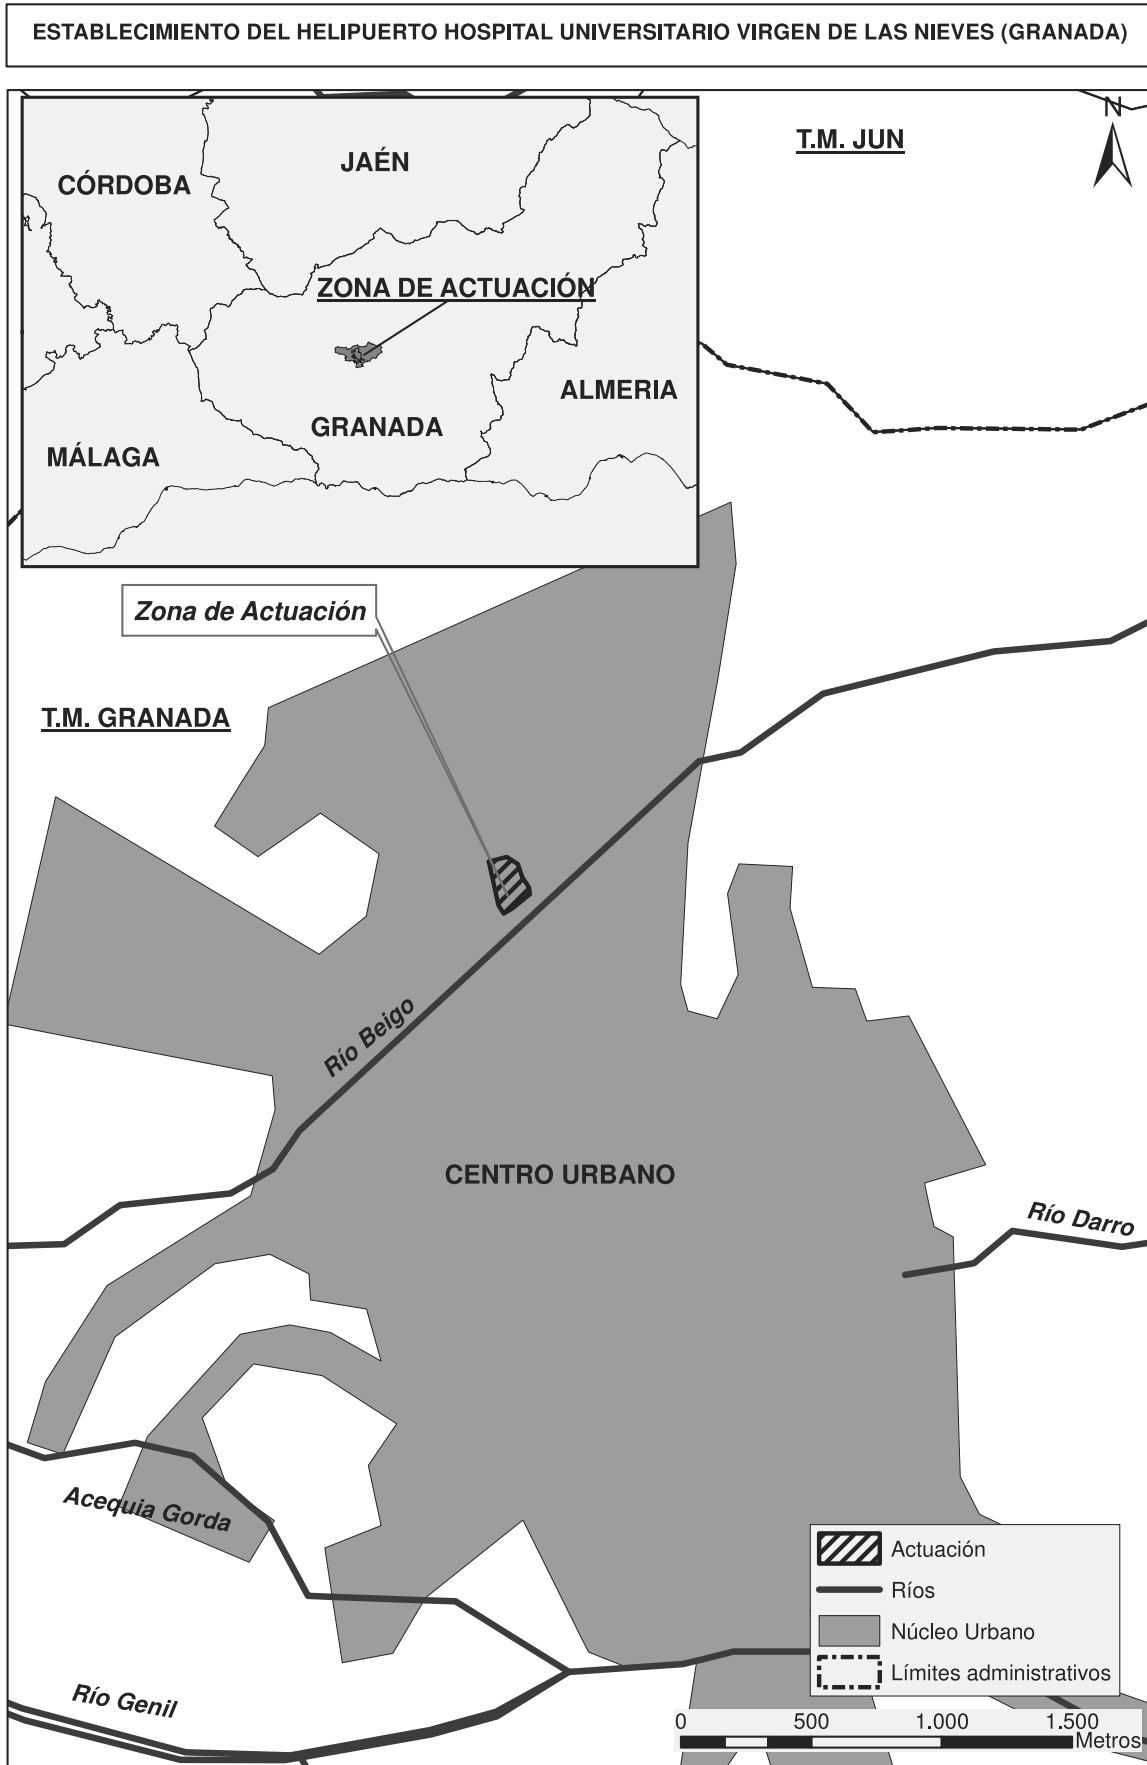 ESTABLECIMIENTO DEL HELIPUERTO HOSPITAL UNIVERSITARIO VIRGEN DE LAS NIEVES (GRANADA)
N
T.M. JUN
JAÉN
CÓRDOBA
ZONA DE ACTUACIÓN
ALMERIA
GRANADA
MÁLAGA
Zona de Actuación
T.M. GRANADA
Río Beigo
CENTRO URBANO
Río Darro
Acequia Gorda
Río Genil
Actuación
Ríos
Núcleo Urbano
Límites administrativos
0 500 1.000 1.500
Metros